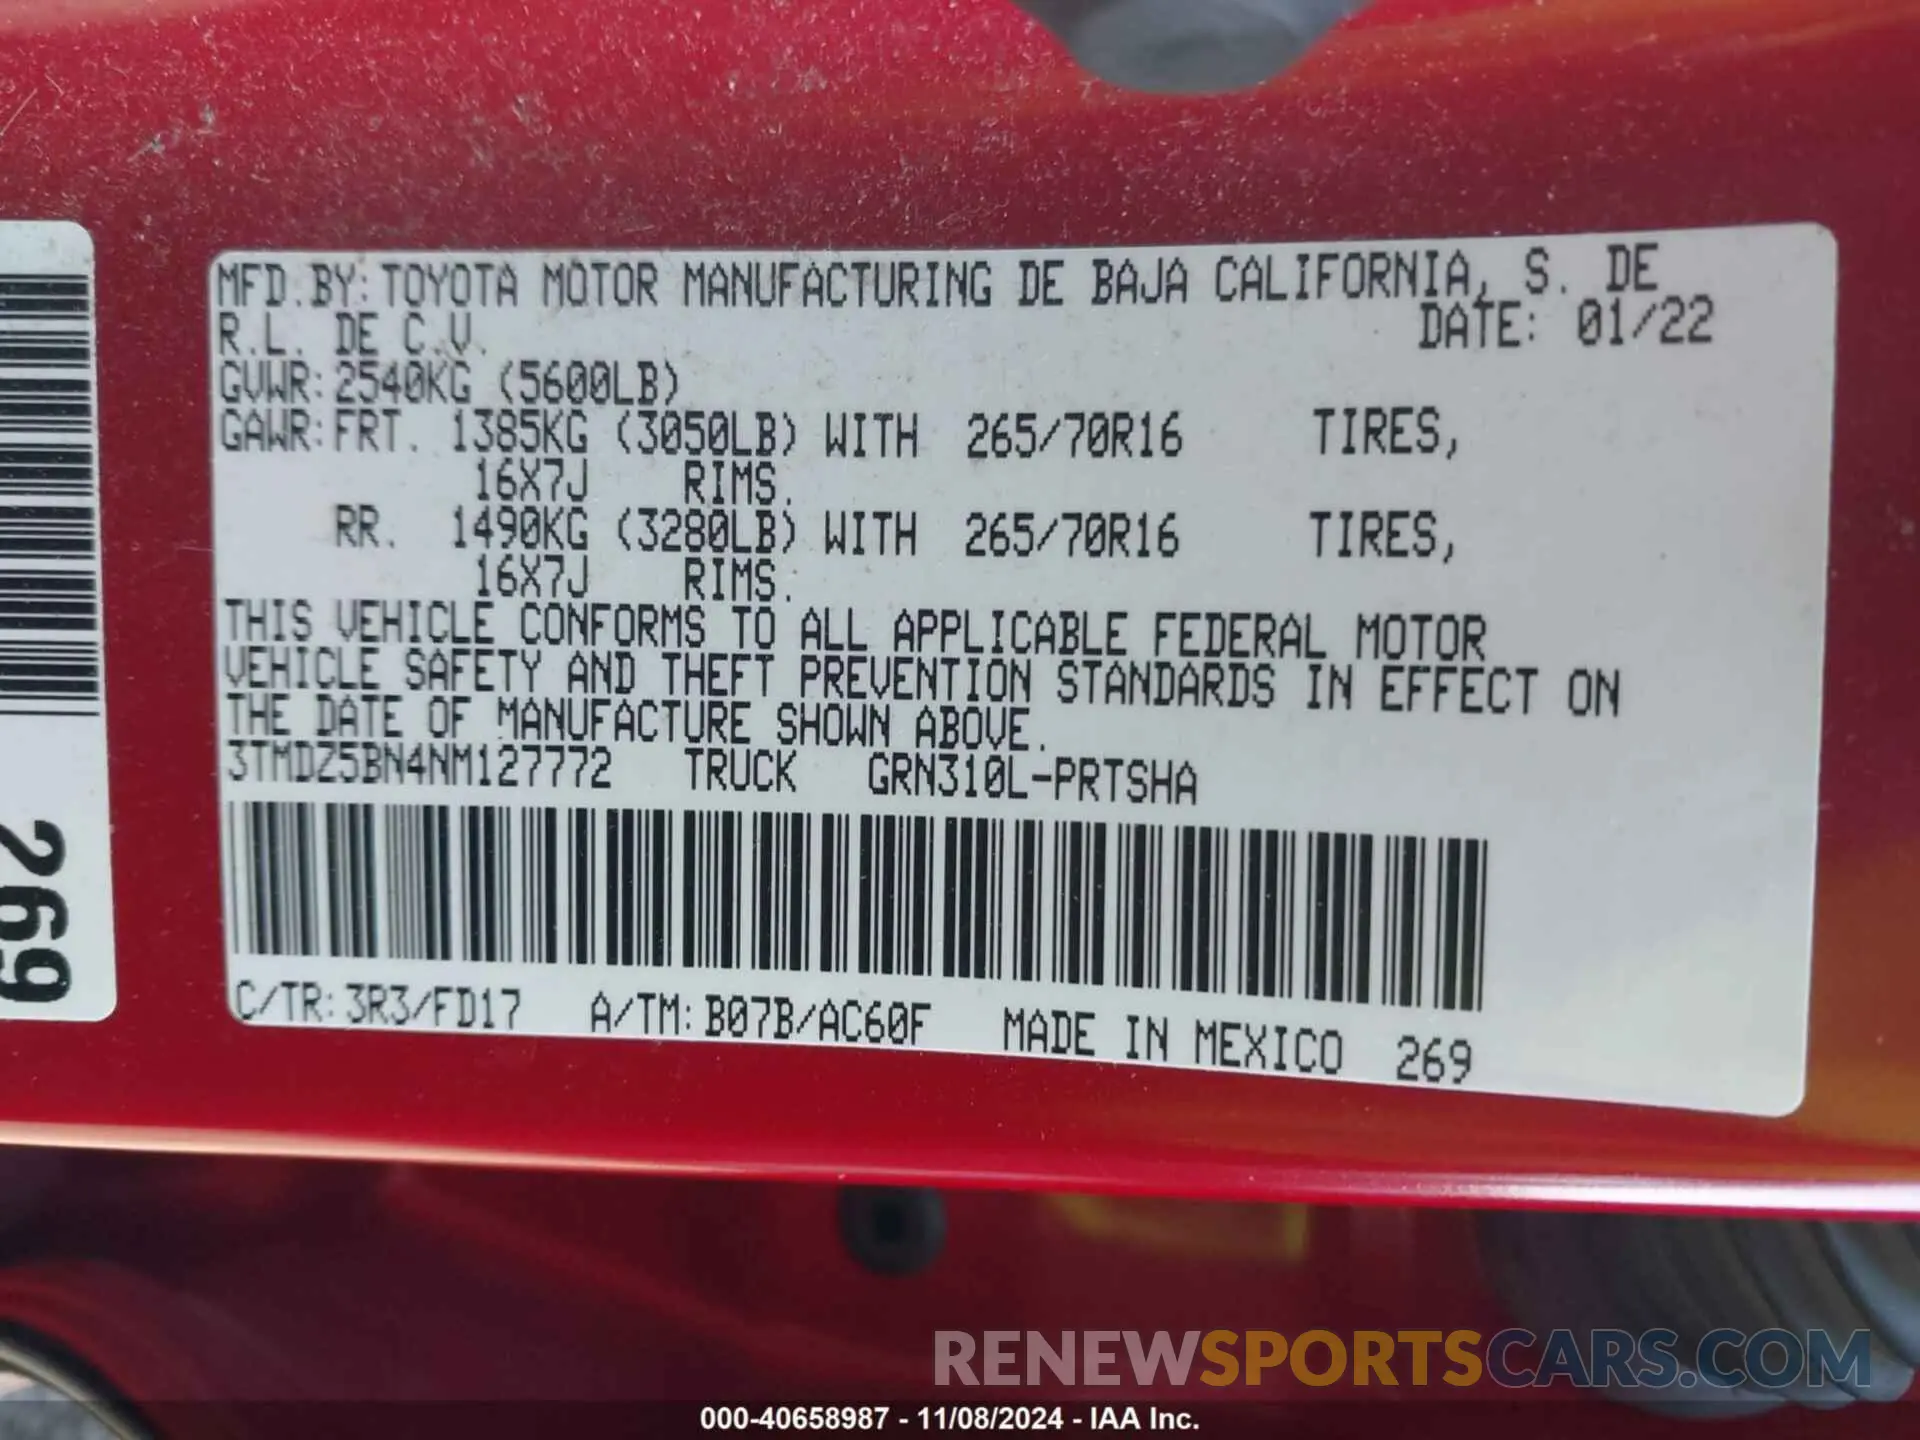 MFD.BY:TOYOTA MOTOR MANUFACTURING DE BAJA CALIFORNIA, S. DE
R.L. DE C.V. DATE: 01/22
GVWR:2540KG (5600LB)
GAWR:FRT. 1385KG (3050LB) WITH 265/70R16 TIRES,
16X7J RIMS.
RR. 1490KG (3280LB) WITH 265/70R16 TIRES,
16X7J RIMS.
THIS VEHICLE CONFORMS TO ALL APPLICABLE FEDERAL MOTOR
VEHICLE SAFETY AND THEFT PREVENTION STANDARDS IN EFFECT ON
THE DATE OF MANUFACTURE SHOWN ABOVE.
3TMDZ5BN4NM127772 TRUCK GRN310L-PRTSHA
C/TR:3R3/FD17 A/TM:B07B/AC60F MADE IN MEXICO 269
269
RENEWSPORTSCARS.COM
000-40658987 - 11/08/2024 - IAA Inc.